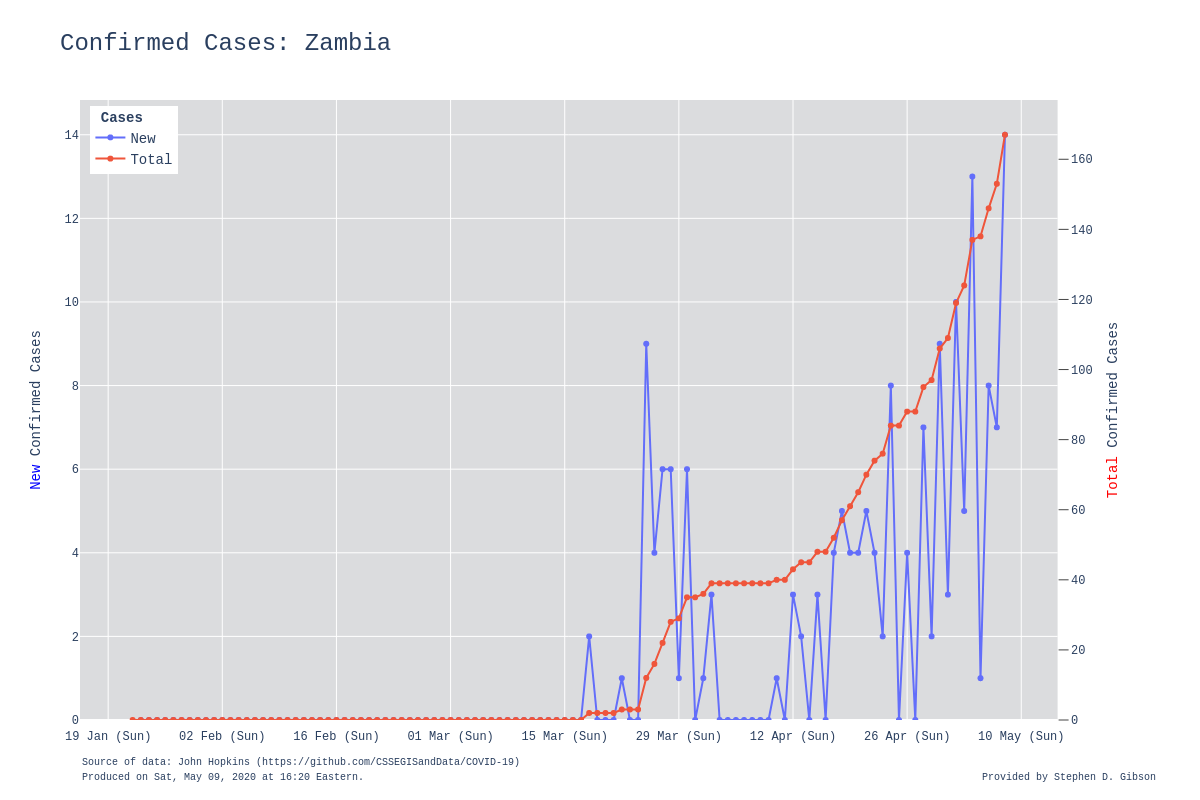 Confirmed Cases: Zambia
Cases
New
Total
14
12
10
8
6
4
2
0
New Confirmed Cases
160
140
120
100
80
60
40
20
0
Total Confirmed Cases
19 Jan (Sun) 02 Feb (Sun) 16 Feb (Sun) 01 Mar (Sun) 15 Mar (Sun) 29 Mar (Sun) 12 Apr (Sun) 26 Apr (Sun) 10 May (Sun)
Source of data: John Hopkins (https://github.com/CSSEGISandData/COVID-19)
Produced on Sat, May 09, 2020 at 16:20 Eastern.
Provided by Stephen D. Gibson